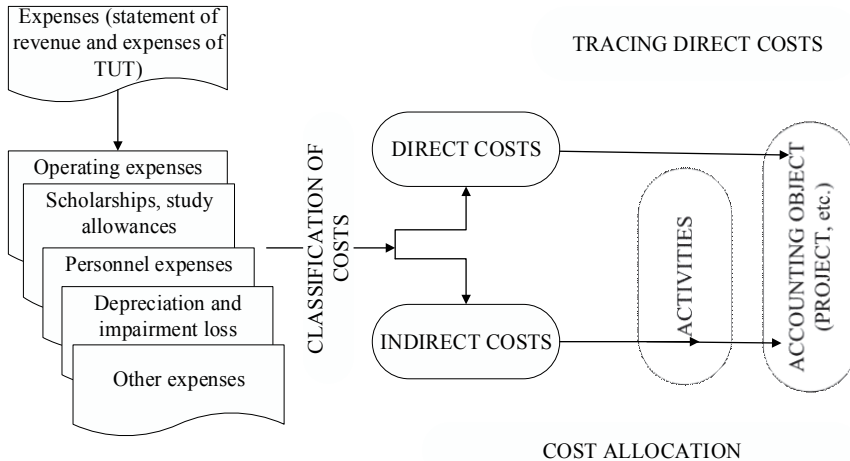 Expenses (statement of
revenue and expenses of
TUT)
Operating expenses
Scholarships, study
allowances
Personnel expenses
Depreciation and
impairment loss
Other expenses
CLASSIFICATION OF
COSTS
DIRECT COSTS
INDIRECT COSTS
TRACING DIRECT COSTS
ACTIVITIES
ACCOUNTING OBJECT
(PROJECT, etc.)
COST ALLOCATION